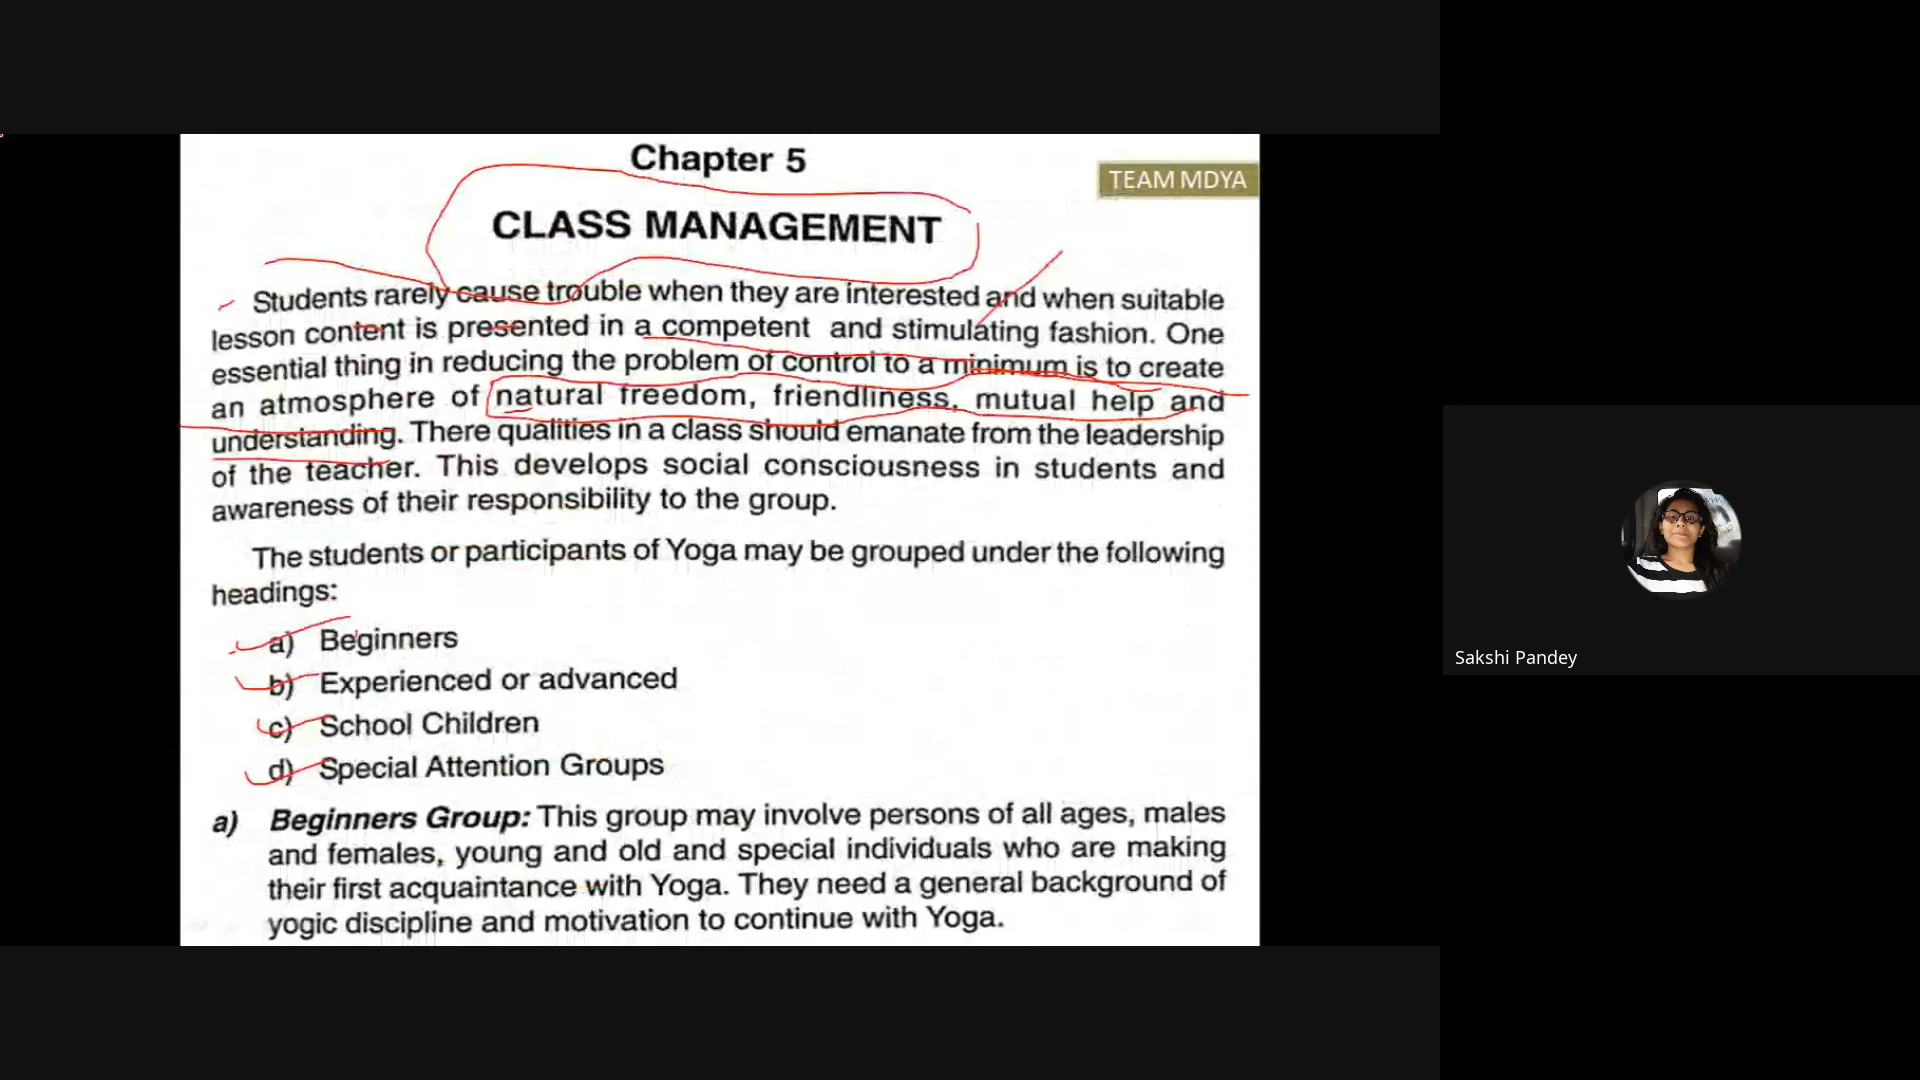 Chapter 5
TEAM MDYA
CLASS MANAGEMENT
Students rarely cause trouble when they are interested and when suitable
lesson content is presented in a competent and stimulating fashion. One
essential thing in reducing the problem of control to a minimum is to create
an atmosphere of natural freedom, friendliness, mutual help and
understanding. There qualities in a class should emanate from the leadership
of the teacher. This develops social consciousness in students and
awareness of their responsibility to the group.
The students or participants of Yoga may be grouped under the following
headings:
a) Beginners
b) Experienced or advanced
c) School Children
d) Special Attention Groups
a) Beginners Group: This group may involve persons of all ages, males
and females, young and old and special individuals who are making
their first acquaintance with Yoga. They need a general background of
yogic discipline and motivation to continue with Yoga.
Sakshi Pandey